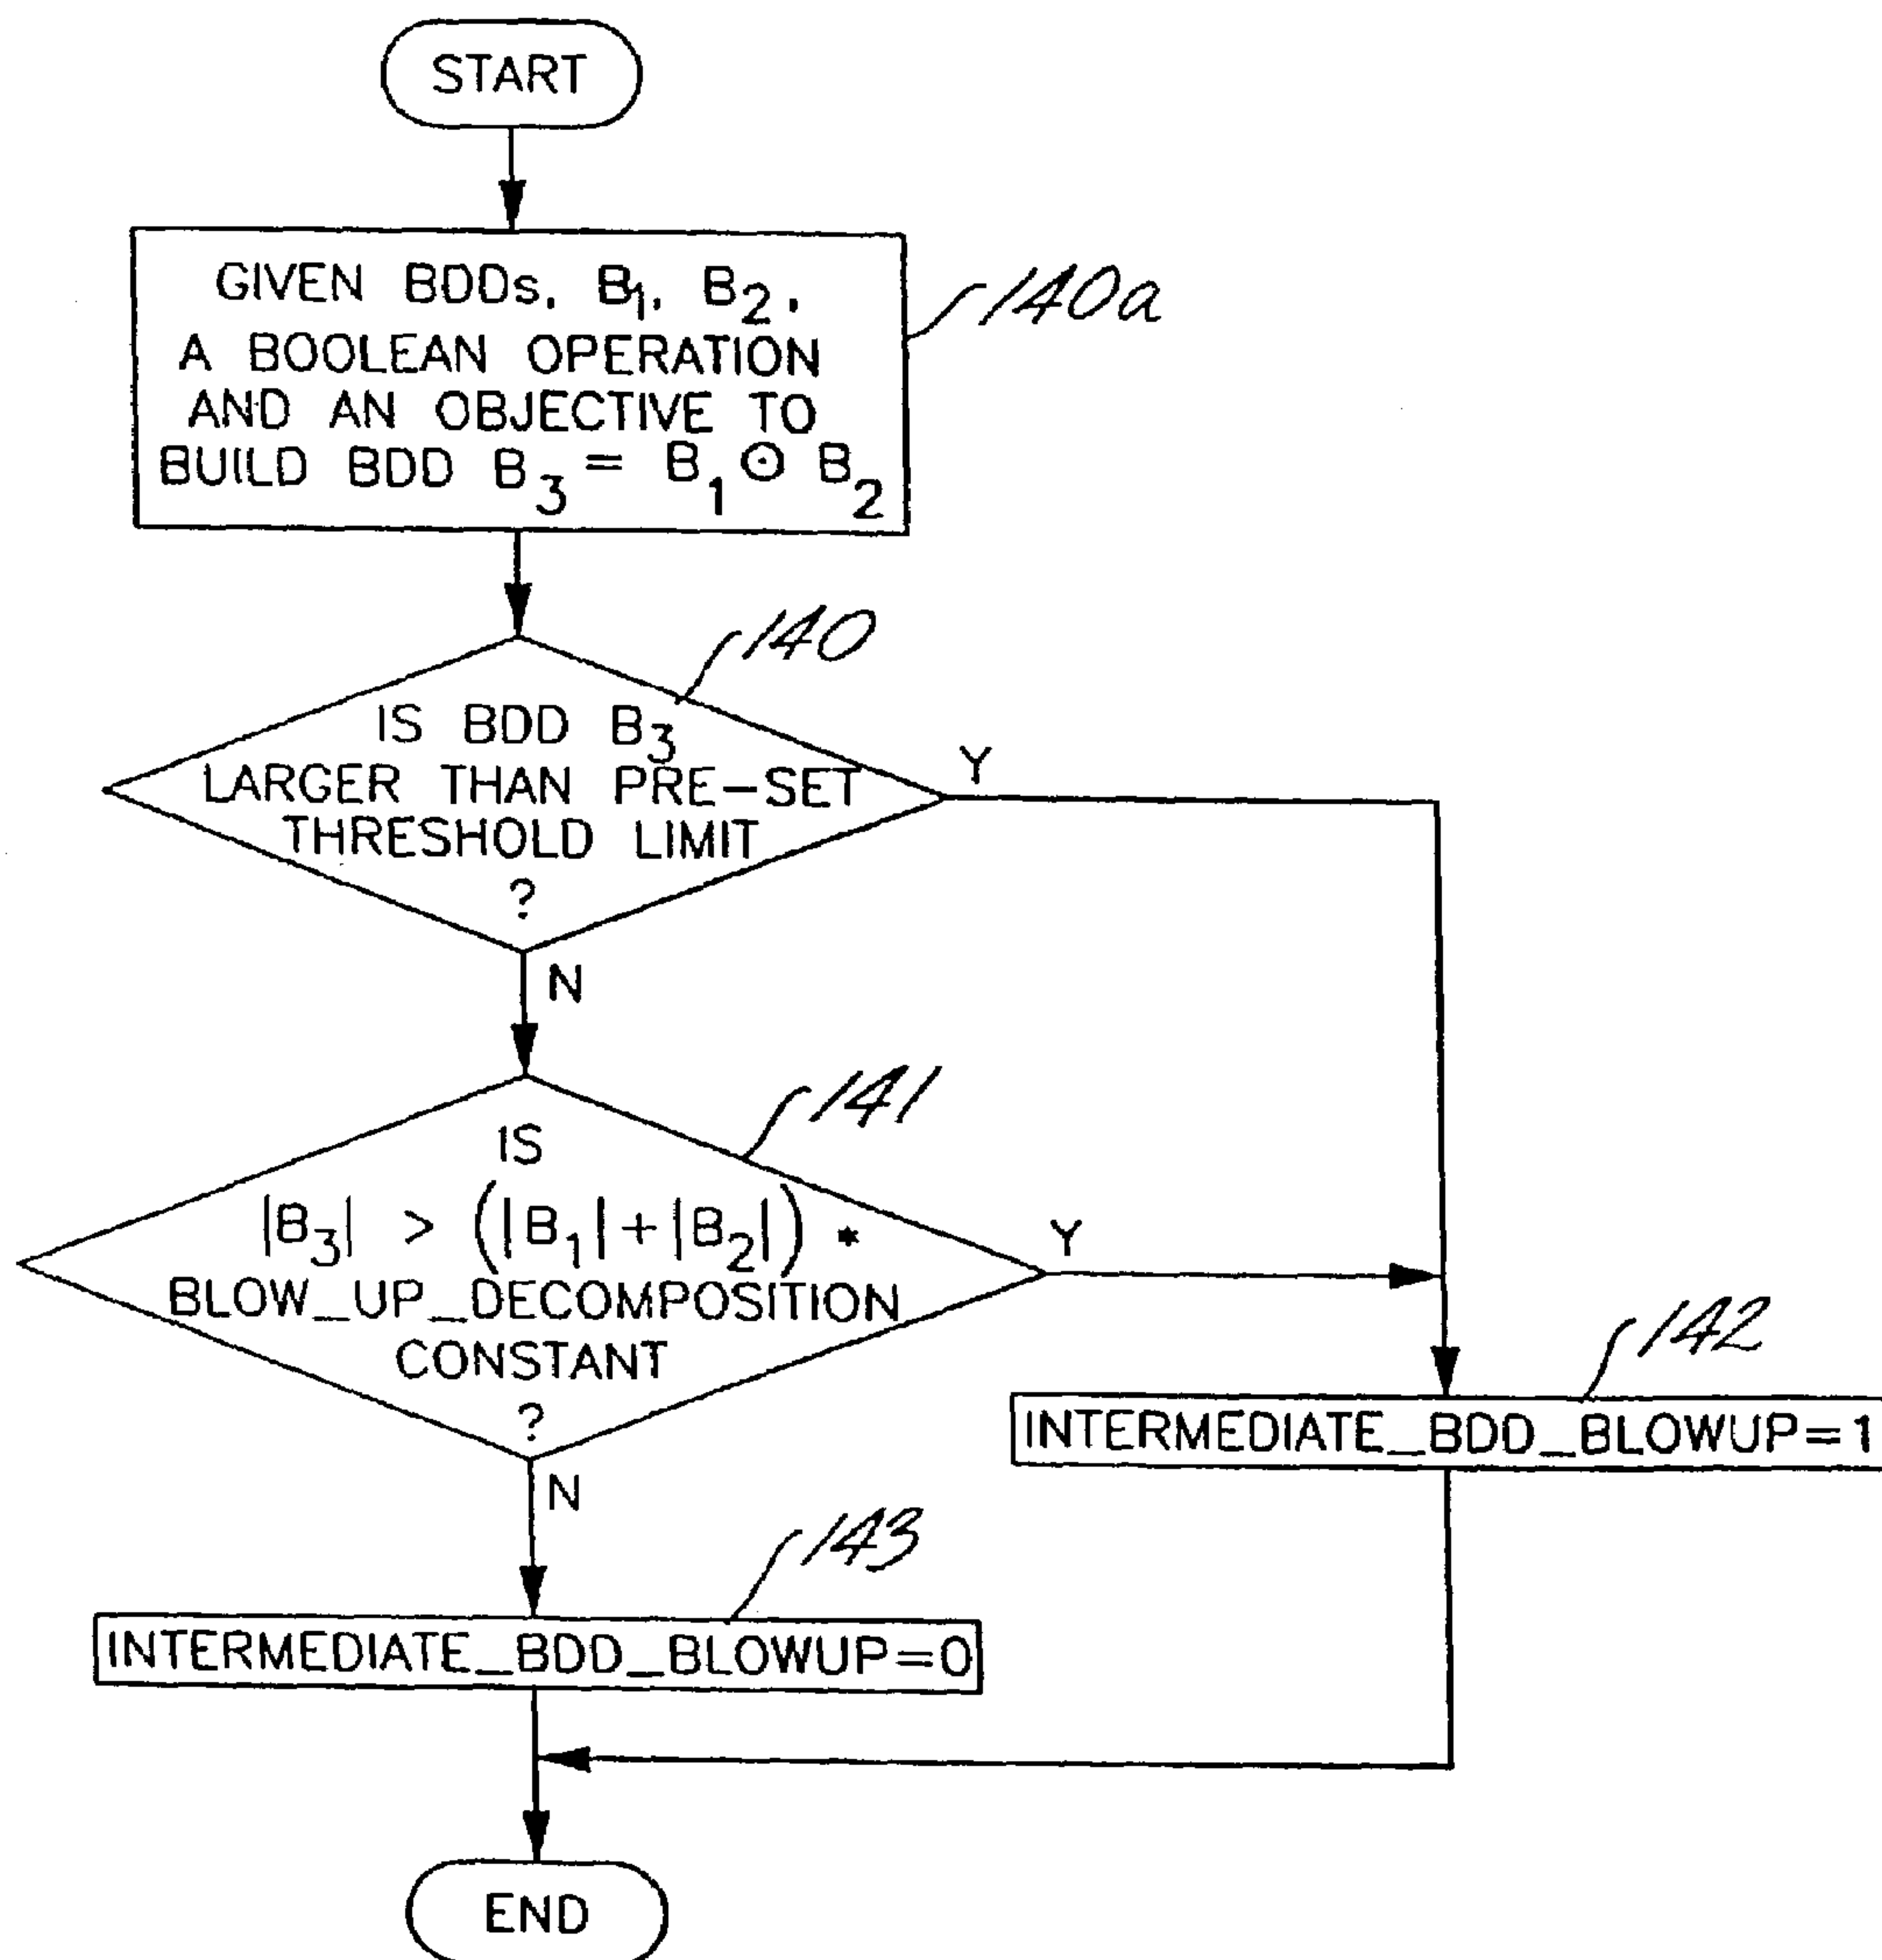 START
GIVEN BDDs, B1, B2,
A BOOLEAN OPERATION
AND AN OBJECTIVE TO
BUILD BDD B3 = B1 ⊙ B2
140a
140
IS BDD B3
LARGER THAN PRE-SET
THRESHOLD LIMIT
?
Y
N
141
IS
|B3| > (|B1|+|B2|) *
BLOW_UP_DECOMPOSITION
CONSTANT
?
Y
N
142
INTERMEDIATE_BDD_BLOWUP=1
143
INTERMEDIATE_BDD_BLOWUP=0
END